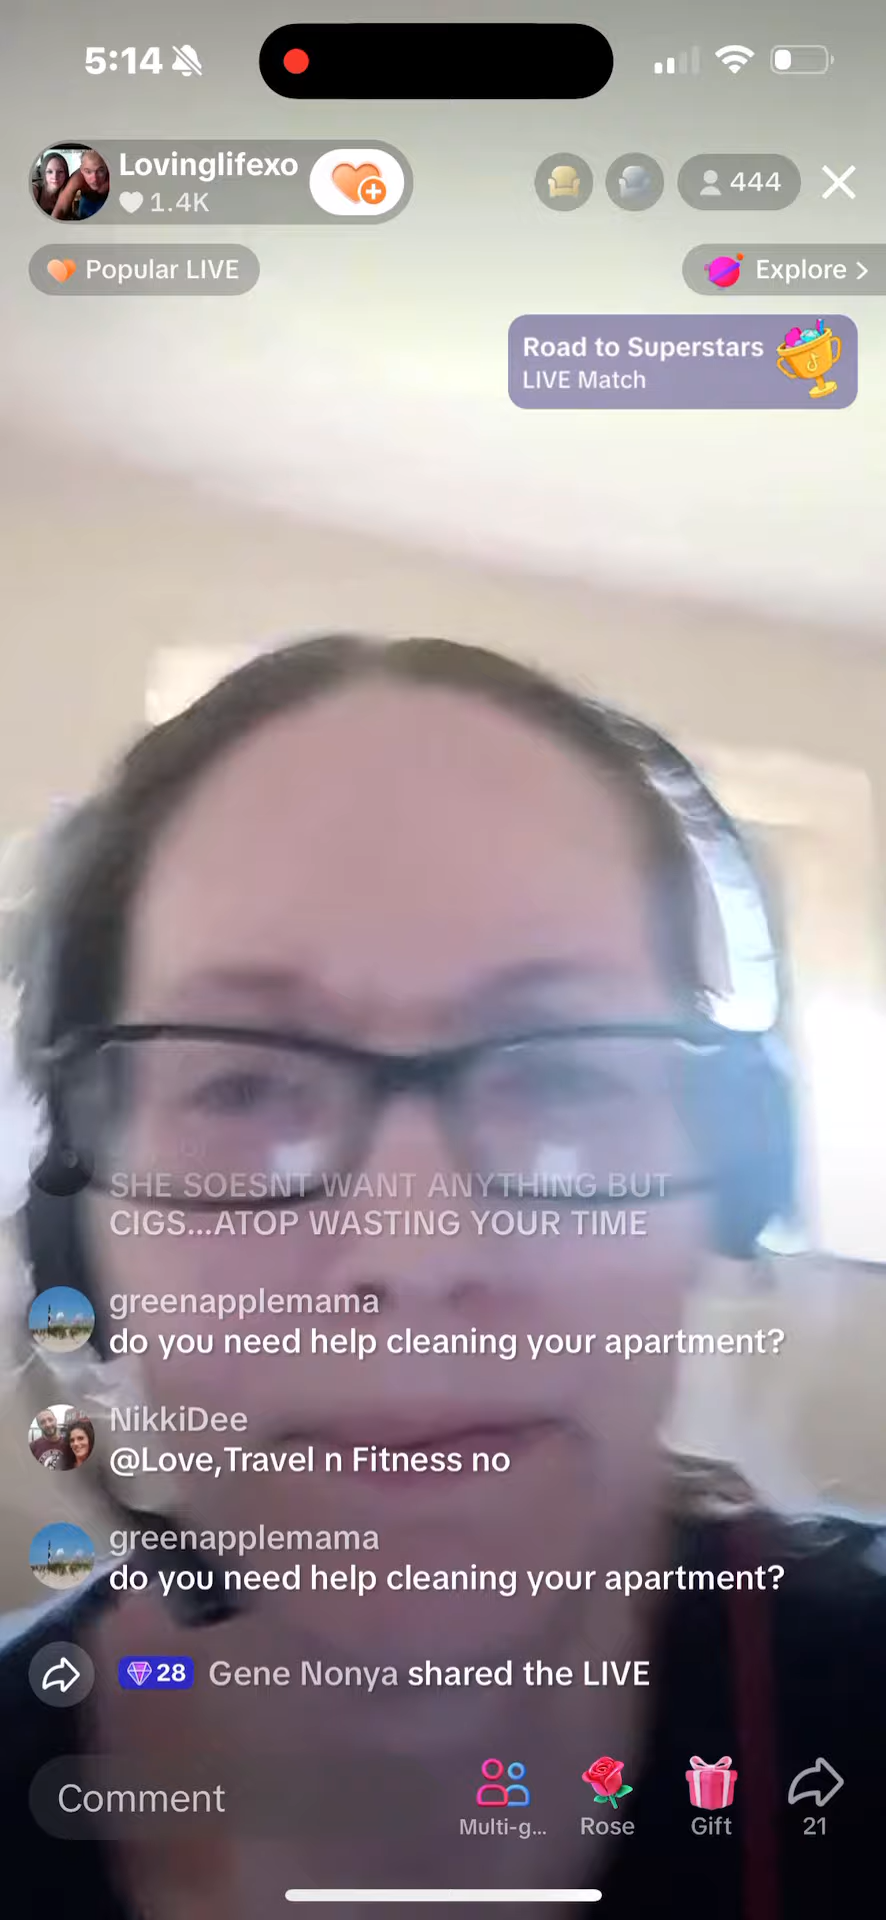 5:14
Lovinglifexo
1.4K
444
Popular LIVE
Explore >
Road to Superstars
LIVE Match
SHE SOESNT WANT ANYTHING BUT
CIGS...ATOP WASTING YOUR TIME
greenapplemama
do you need help cleaning your apartment?
NikkiDee
@Love,Travel n Fitness no
greenapplemama
do you need help cleaning your apartment?
28 Gene Nonya shared the LIVE
Comment
Multi-g...
Rose
Gift
21